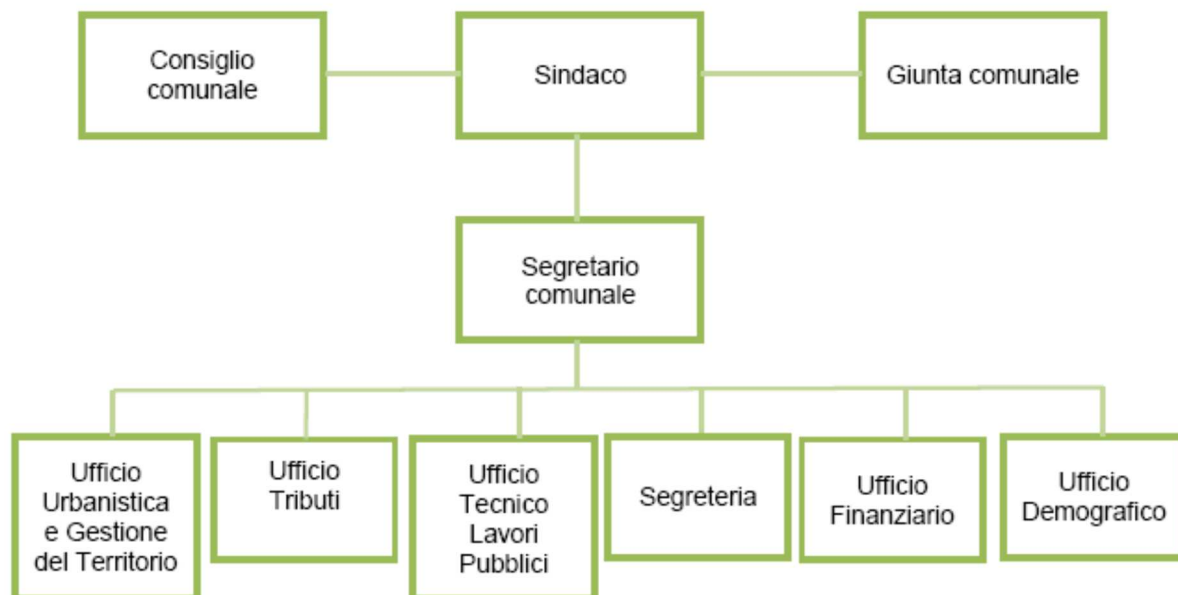 Consiglio
comunale
Sindaco
Giunta comunale
Segretario
comunale
Ufficio
Urbanistica
e Gestione
del Territorio
Ufficio
Tributi
Ufficio
Tecnico
Lavori
Pubblici
Segreteria
Ufficio
Finanziario
Ufficio
Demografico